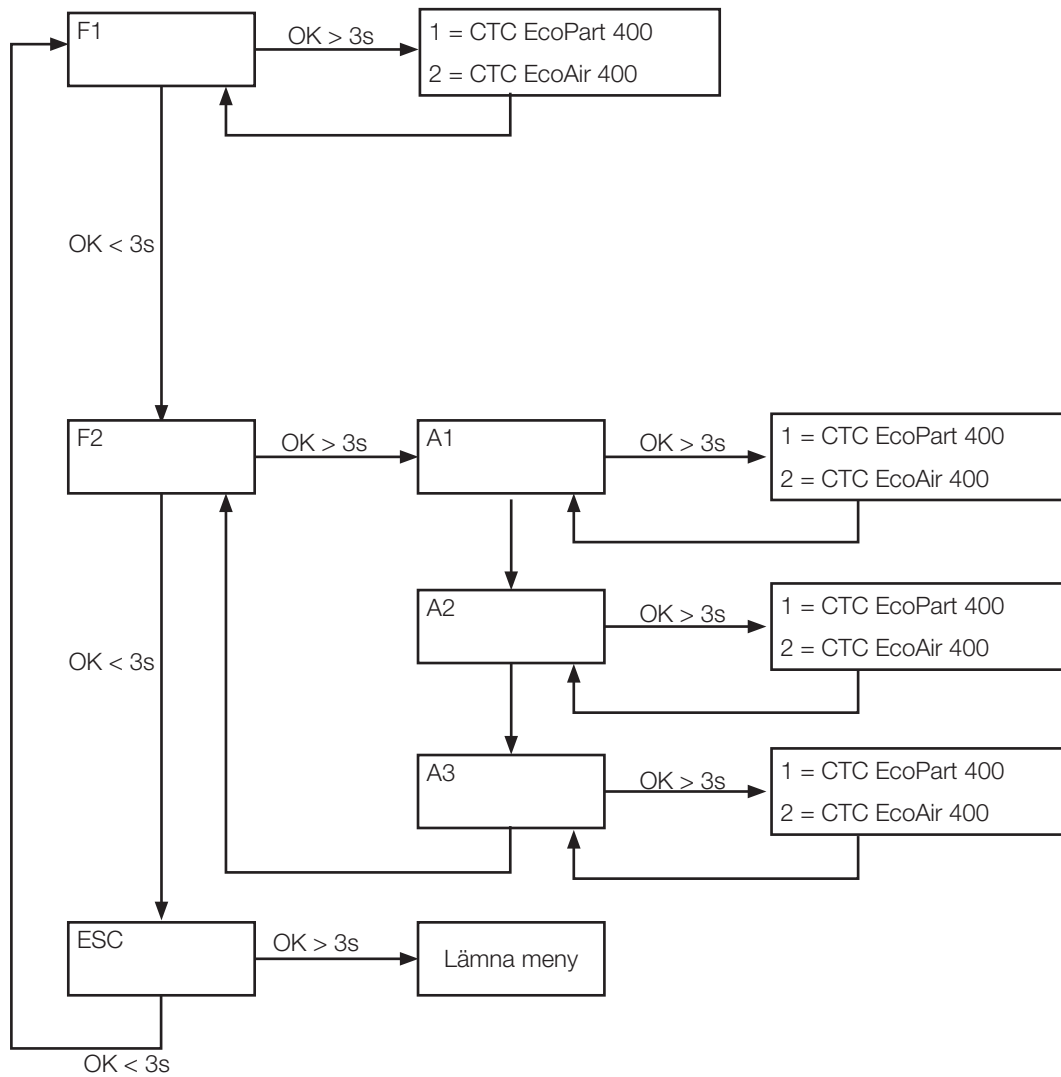 F1
OK > 3s
1 = CTC EcoPart 400
2 = CTC EcoAir 400
OK < 3s
F2
OK > 3s
A1
OK > 3s
1 = CTC EcoPart 400
2 = CTC EcoAir 400
A2
OK > 3s
1 = CTC EcoPart 400
2 = CTC EcoAir 400
OK < 3s
A3
OK > 3s
1 = CTC EcoPart 400
2 = CTC EcoAir 400
ESC
OK > 3s
Lämna meny
OK < 3s